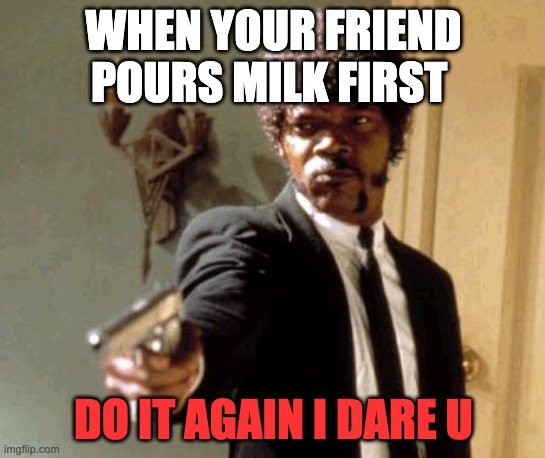 WHEN YOUR FRIEND
POURS MILK FIRST
DO IT AGAIN I DARE U
imgflip.com